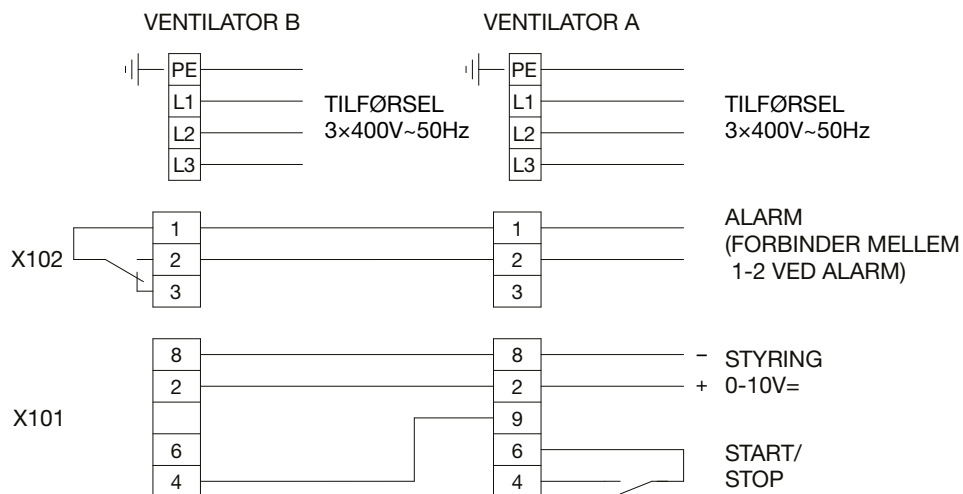 VENTILATOR B
VENTILATOR A
PE
L1
L2
L3
TILFØRSEL
3×400V~50Hz
PE
L1
L2
L3
TILFØRSEL
3×400V~50Hz
X102
1
2
3
1
2
3
ALARM
(FORBINDER MELLEM
1-2 VED ALARM)
X101
8
2
6
4
8
2
9
6
4
– STYRING
+ 0-10V=
START/
STOP